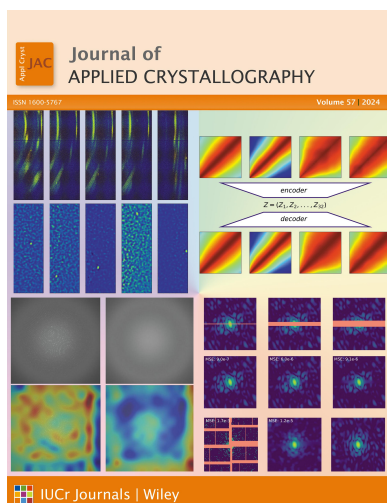 Appl Cryst
JAC
Journal of
APPLIED CRYSTALLOGRAPHY
ISSN 1600-5767
Volume 57 | 2024
encoder
Z = (Z₁, Z₂, . . . , Z₃₂)
decoder
IUCr Journals | Wiley